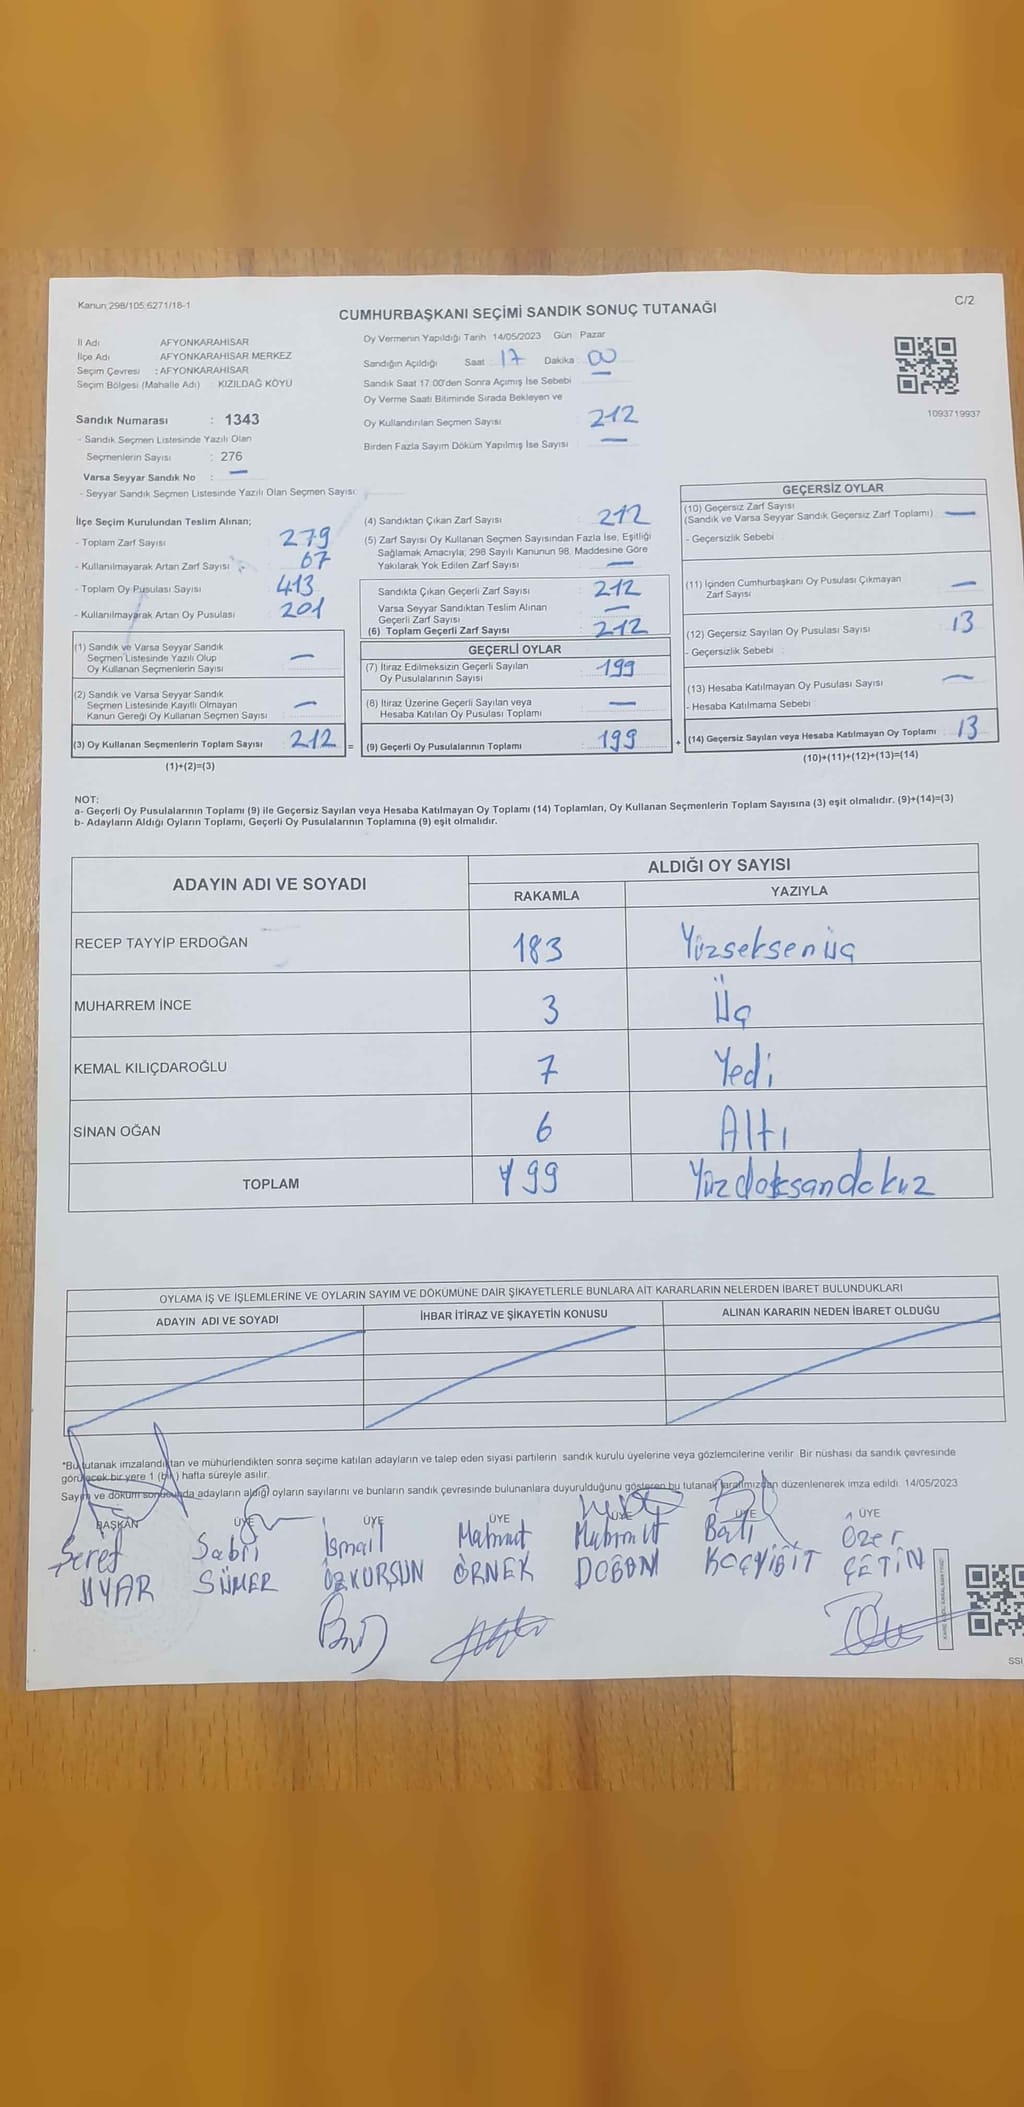 Kanun 298/105 6271/18-1
C/2
CUMHURBAŞKANI SEÇİMİ SANDIK SONUÇ TUTANAĞI
İl Adı AFYONKARAHİSAR
İlçe Adı AFYONKARAHİSAR MERKEZ
Seçim Çevresi : AFYONKARAHİSAR
Seçim Bölgesi (Mahalle Adı) : KIZILDAĞ KÖYÜ
Sandık Numarası : 1343
- Sandık Seçmen Listesinde Yazılı Olan
Seçmenlerin Sayısı : 276
Varsa Seyyar Sandık No : —
- Seyyar Sandık Seçmen Listesinde Yazılı Olan Seçmen Sayısı:
Oy Vermenin Yapıldığı Tarih 14/05/2023 Gün : Pazar
Sandığın Açıldığı Saat 17 Dakika 00
Sandık Saat 17.00'den Sonra Açımış İse Sebebi —
Oy Verme Saati Bitiminde Sırada Bekleyen ve
Oy Kullandırılan Seçmen Sayısı 212
Birden Fazla Sayım Döküm Yapılmış İse Sayısı —
1093719937
İlçe Seçim Kurulundan Teslim Alınan;
- Toplam Zarf Sayısı 279
- Kullanılmayarak Artan Zarf Sayısı 67
- Toplam Oy Pusulası Sayısı 413
- Kullanılmayarak Artan Oy Pusulası 201
(1) Sandık ve Varsa Seyyar Sandık
Seçmen Listesinde Yazılı Olup
Oy Kullanan Seçmenlerin Sayısı —
(2) Sandık ve Varsa Seyyar Sandık
Seçmen Listesinde Kayıtlı Olmayan
Kanun Gereği Oy Kullanan Seçmen Sayısı —
(3) Oy Kullanan Seçmenlerin Toplam Sayısı 212 =
(1)+(2)=(3)
(4) Sandıktan Çıkan Zarf Sayısı : 212
(5) Zarf Sayısı Oy Kullanan Seçmen Sayısından Fazla İse, Eşitliği
Sağlamak Amacıyla; 298 Sayılı Kanunun 98. Maddesine Göre
Yakılarak Yok Edilen Zarf Sayısı —
Sandıkta Çıkan Geçerli Zarf Sayısı : 212
Varsa Seyyar Sandıktan Teslim Alınan
Geçerli Zarf Sayısı —
(6) Toplam Geçerli Zarf Sayısı : 212
GEÇERLİ OYLAR
(7) İtiraz Edilmeksizin Geçerli Sayılan
Oy Pusulalarının Sayısı : 199
(8) İtiraz Üzerine Geçerli Sayılan veya
Hesaba Katılan Oy Pusulası Toplamı : —
(9) Geçerli Oy Pusulalarının Toplamı : 199 +
GEÇERSİZ OYLAR
(10) Geçersiz Zarf Sayısı
(Sandık ve Varsa Seyyar Sandık Geçersiz Zarf Toplamı) —
- Geçersizlik Sebebi :
(11) İçinden Cumhurbaşkanı Oy Pusulası Çıkmayan
Zarf Sayısı —
(12) Geçersiz Sayılan Oy Pusulası Sayısı 13
- Geçersizlik Sebebi :
(13) Hesaba Katılmayan Oy Pusulası Sayısı —
- Hesaba Katılmama Sebebi :
(14) Geçersiz Sayılan veya Hesaba Katılmayan Oy Toplamı : 13
(10)+(11)+(12)+(13)=(14)
NOT:
a- Geçerli Oy Pusulalarının Toplamı (9) ile Geçersiz Sayılan veya Hesaba Katılmayan Oy Toplamı (14) Toplamları, Oy Kullanan Seçmenlerin Toplam Sayısına (3) eşit olmalıdır. (9)+(14)=(3)
b- Adayların Aldığı Oyların Toplamı, Geçerli Oy Pusulalarının Toplamına (9) eşit olmalıdır.
ADAYIN ADI VE SOYADI
ALDIĞI OY SAYISI
RAKAMLA YAZIYLA
RECEP TAYYİP ERDOĞAN 183 Yüzseksenüç
MUHARREM İNCE 3 Üç
KEMAL KILIÇDAROĞLU 7 Yedi
SİNAN OĞAN 6 Altı
TOPLAM 199 Yüzdoksandokuz
OYLAMA İŞ VE İŞLEMLERİNE VE OYLARIN SAYIM VE DÖKÜMÜNE DAİR ŞİKAYETLERLE BUNLARA AİT KARARLARIN NELERDEN İBARET BULUNDUKLARI
ADAYIN ADI VE SOYADI İHBAR İTİRAZ VE ŞİKAYETİN KONUSU ALINAN KARARIN NEDEN İBARET OLDUĞU
*Bu tutanak imzalandıktan ve mühürlendikten sonra seçime katılan adayların ve talep eden siyasi partilerin sandık kurulu üyelerine veya gözlemcilerine verilir. Bir nüshası da sandık çevresinde
görülecek bir yere 1 (bir) hafta süreyle asılır.
Sayım ve döküm sonucunda adayların aldığı oyların sayılarını ve bunların sandık çevresinde bulunanlara duyurulduğunu gösteren bu tutanak tarafımızdan düzenlenerek imza edildi. 14/05/2023
BAŞKAN ÜYE ÜYE ÜYE ÜYE ÜYE ÜYE
Şeref Sabri İsmail Mahmut Mahmut Batı Özer
UYAR SÜMER ÖZKURŞUN ÖRNEK DOĞAN KOÇYİĞİT ÇETİN
SSI